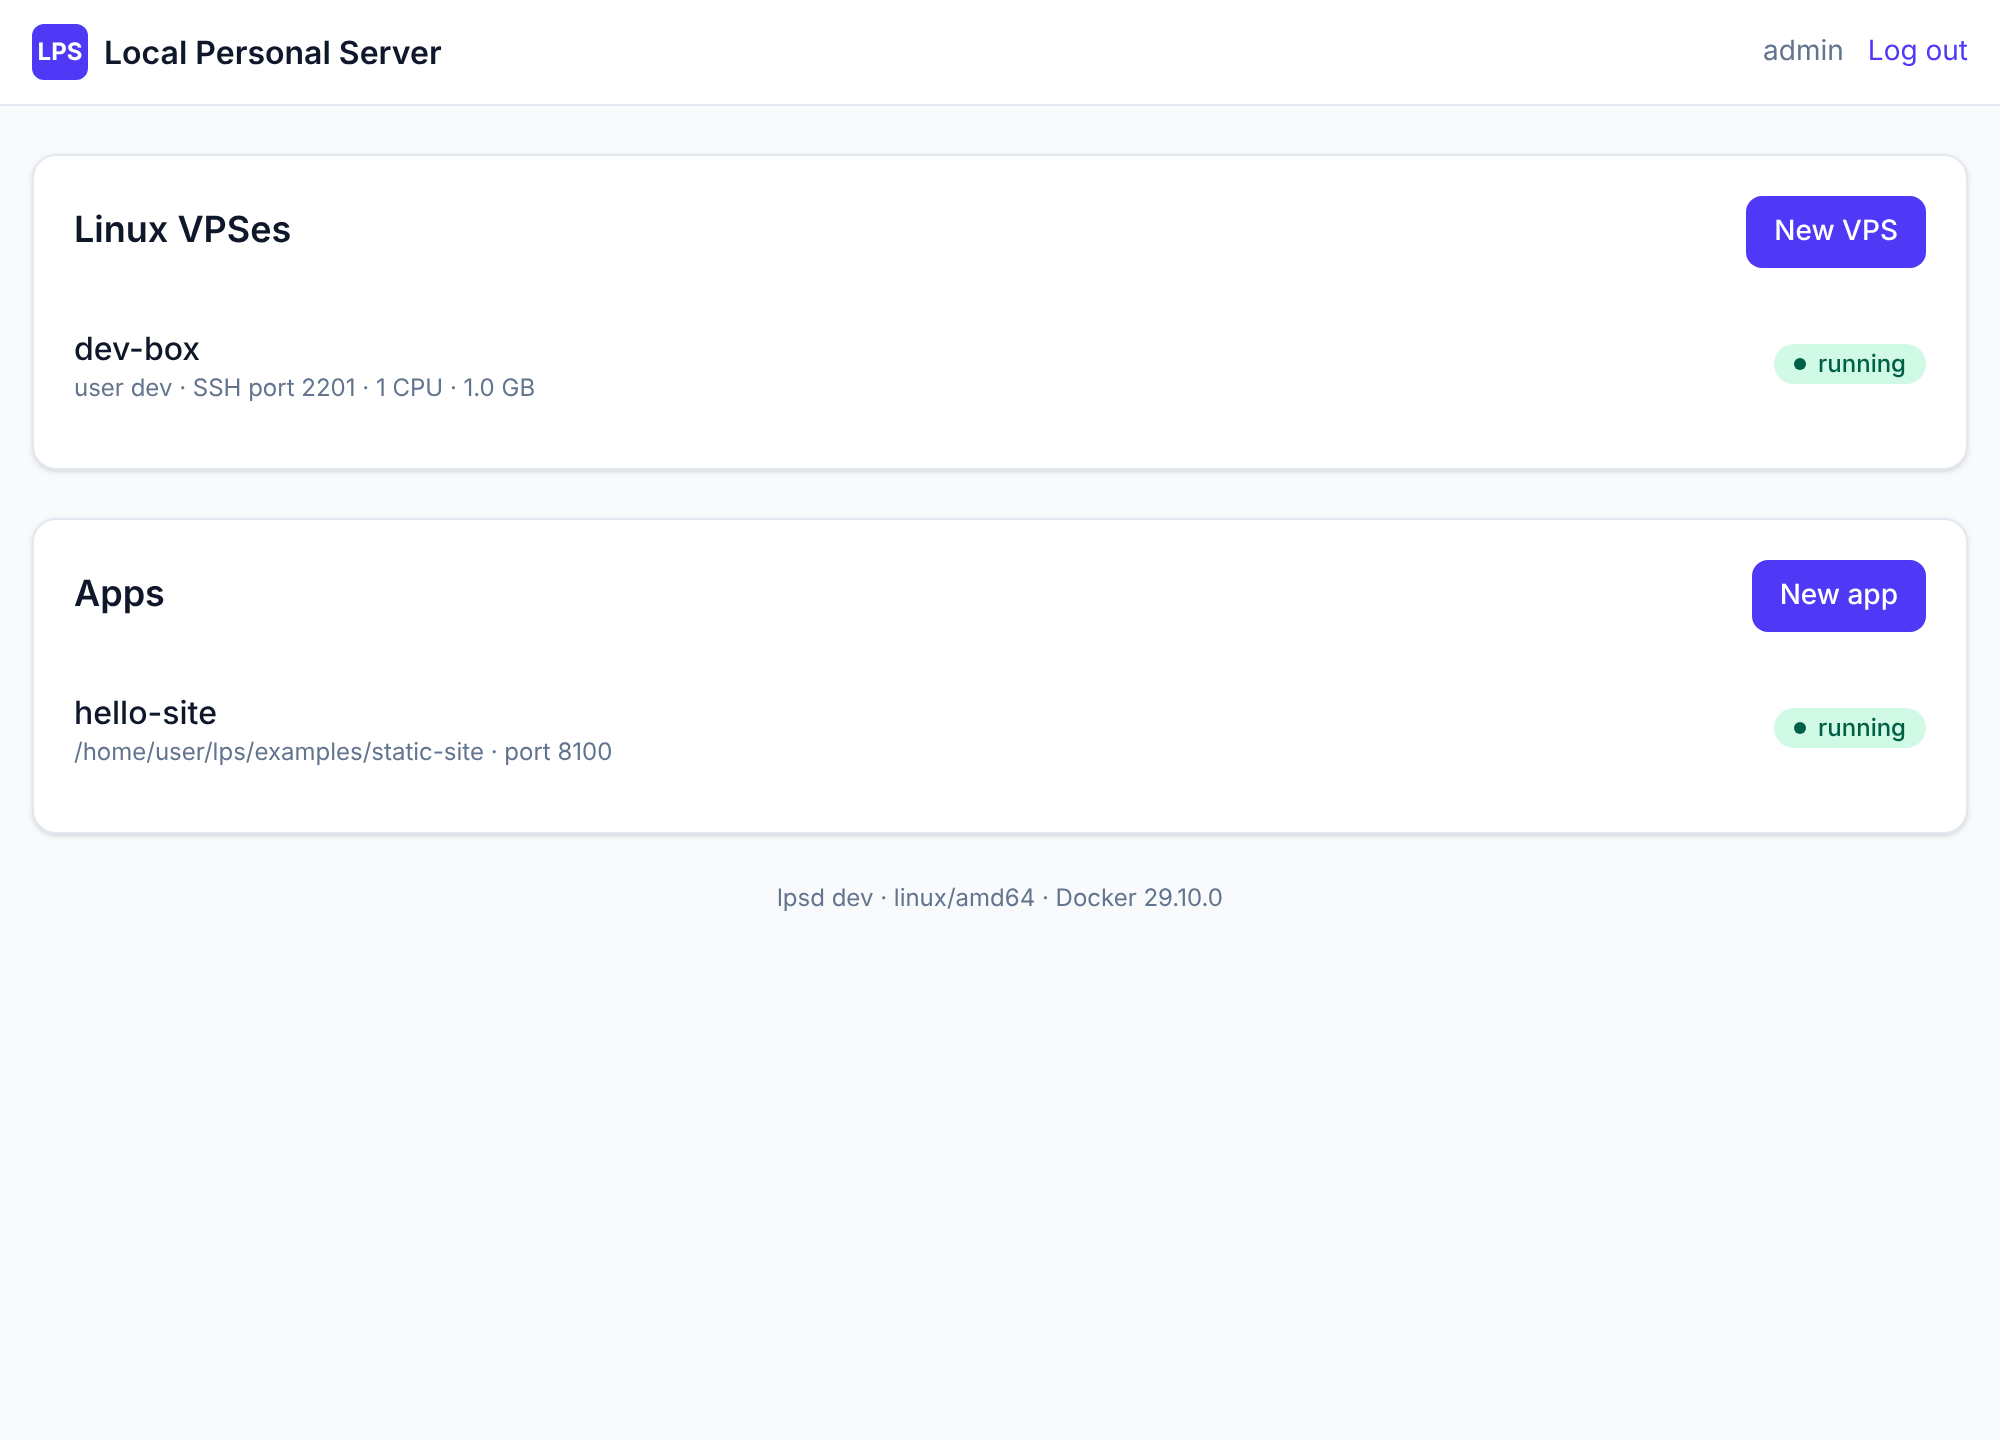 LPS Local Personal Server
admin Log out
Linux VPSes
New VPS
dev-box
user dev · SSH port 2201 · 1 CPU · 1.0 GB
running
Apps
New app
hello-site
/home/user/lps/examples/static-site · port 8100
running
lpsd dev · linux/amd64 · Docker 29.10.0